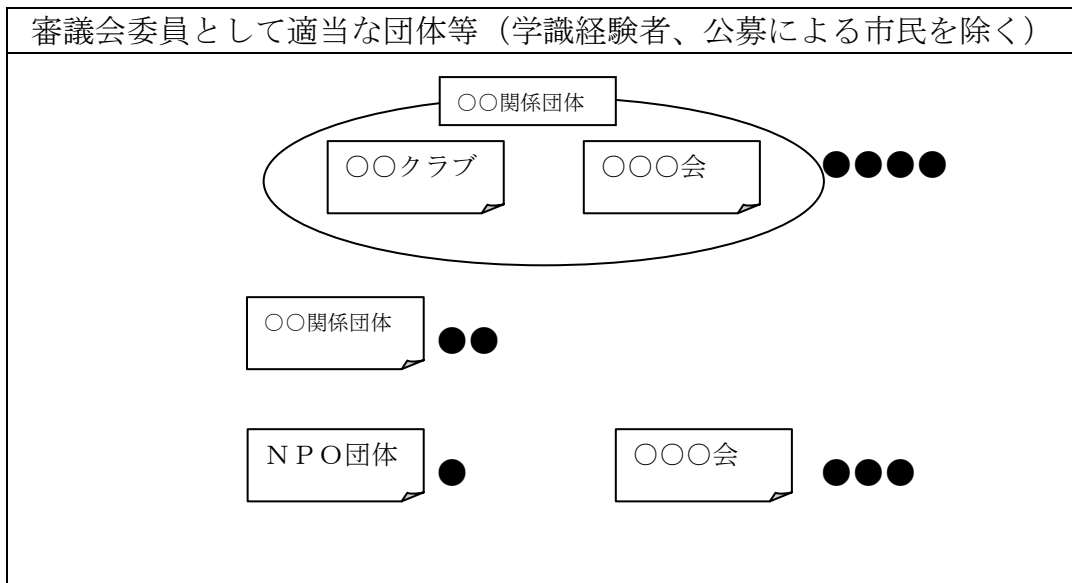 審議会委員として適当な団体等（学識経験者、公募による市民を除く）
○○関係団体
○○クラブ
○○○会
●●●●
○○関係団体
●●
ＮＰＯ団体
●
○○○会
●●●